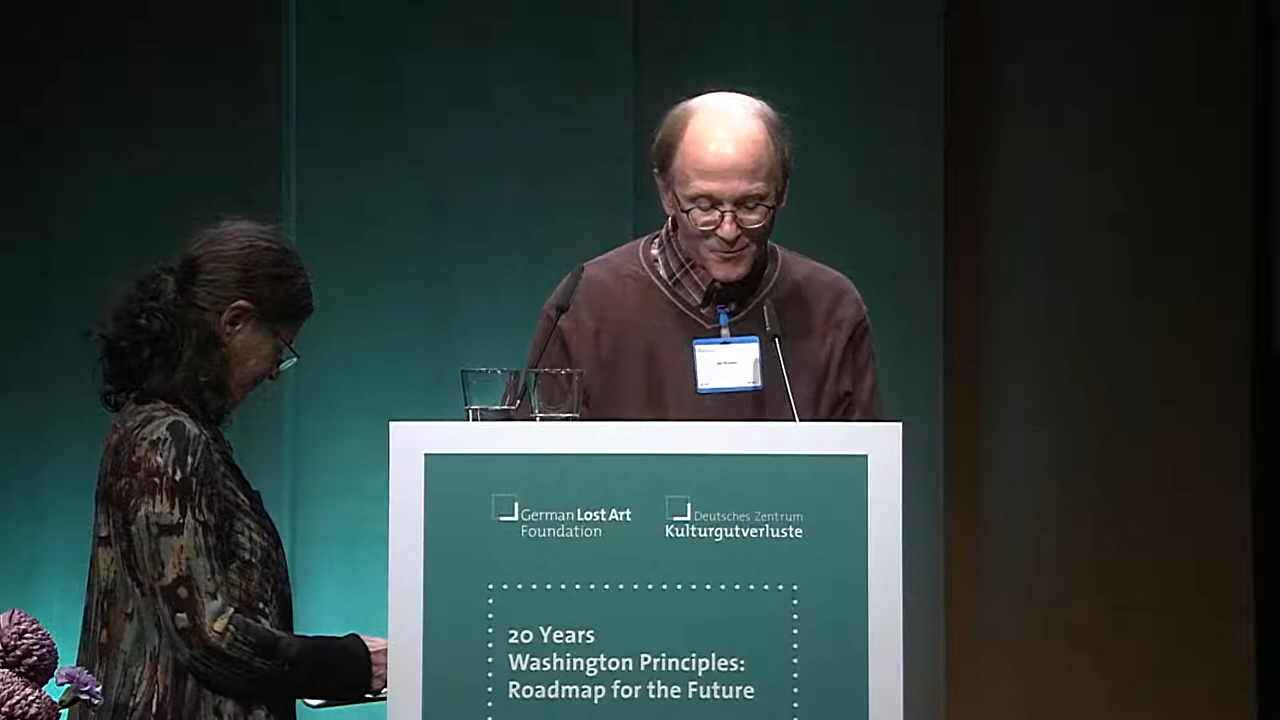 German Lost Art
Foundation
Deutsches Zentrum
Kulturgutverluste
20 Years
Washington Principles:
Roadmap for the Future